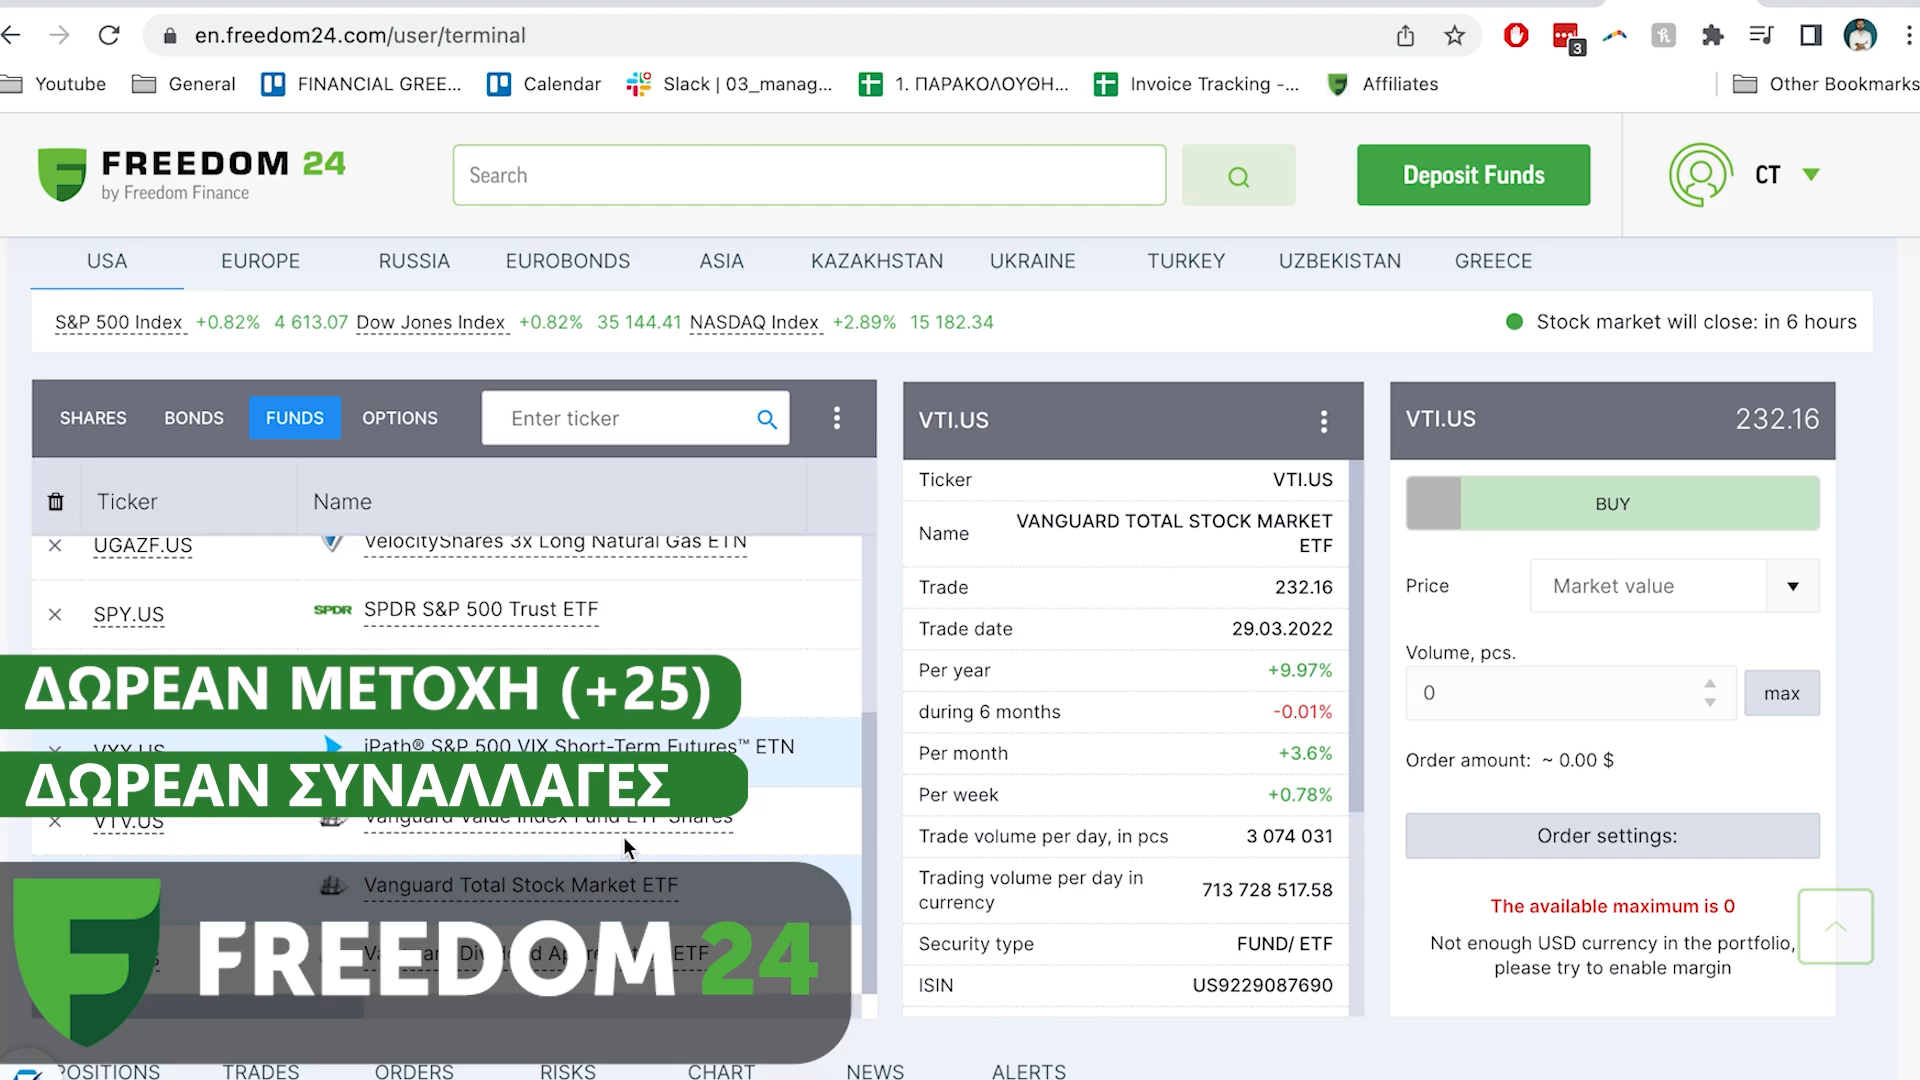 en.freedom24.com/user/terminal
3
Youtube General FINANCIAL GREE... Calendar Slack | 03_manag... 1. ΠΑΡΑΚΟΛΟΥΘΗ... Invoice Tracking -... Affiliates Other Bookmarks
FREEDOM 24
by Freedom Finance
Search
Deposit Funds
CT
USA EUROPE RUSSIA EUROBONDS ASIA KAZAKHSTAN UKRAINE TURKEY UZBEKISTAN GREECE
S&P 500 Index +0.82% 4 613.07 Dow Jones Index +0.82% 35 144.41 NASDAQ Index +2.89% 15 182.34
Stock market will close: in 6 hours
SHARES BONDS FUNDS OPTIONS Enter ticker
Ticker Name
UGAZF.US VelocityShares 3x Long Natural Gas ETN
SPY.US SPDR SPDR S&P 500 Trust ETF
ΔΩΡΕΑΝ ΜΕΤΟΧΗ (+25)
VXX.US iPath® S&P 500 VIX Short-Term Futures™ ETN
ΔΩΡΕΑΝ ΣΥΝΑΛΛΑΓΕΣ
VTV.US Vanguard Value Index Fund ETF Shares
Vanguard Total Stock Market ETF
FREEDOM 24
VTI.US
Ticker VTI.US
Name VANGUARD TOTAL STOCK MARKET
ETF
Trade 232.16
Trade date 29.03.2022
Per year +9.97%
during 6 months -0.01%
Per month +3.6%
Per week +0.78%
Trade volume per day, in pcs 3 074 031
Trading volume per day in
currency 713 728 517.58
Security type FUND/ ETF
ISIN US9229087690
VTI.US 232.16
BUY
Price Market value
Volume, pcs.
0 max
Order amount: ~ 0.00 $
Order settings:
The available maximum is 0
Not enough USD currency in the portfolio,
please try to enable margin
POSITIONS TRADES ORDERS RISKS CHART NEWS ALERTS